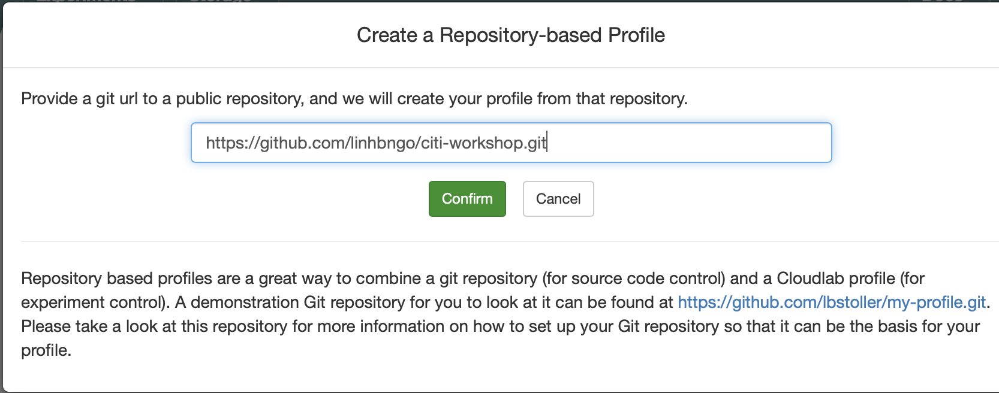 Create a Repository-based Profile
Provide a git url to a public repository, and we will create your profile from that repository.
https://github.com/linhbngo/citi-workshop.git
Confirm Cancel
Repository based profiles are a great way to combine a git repository (for source code control) and a Cloudlab profile (for
experiment control). A demonstration Git repository for you to look at it can be found at https://github.com/lbstoller/my-profile.git.
Please take a look at this repository for more information on how to set up your Git repository so that it can be the basis for your
profile.